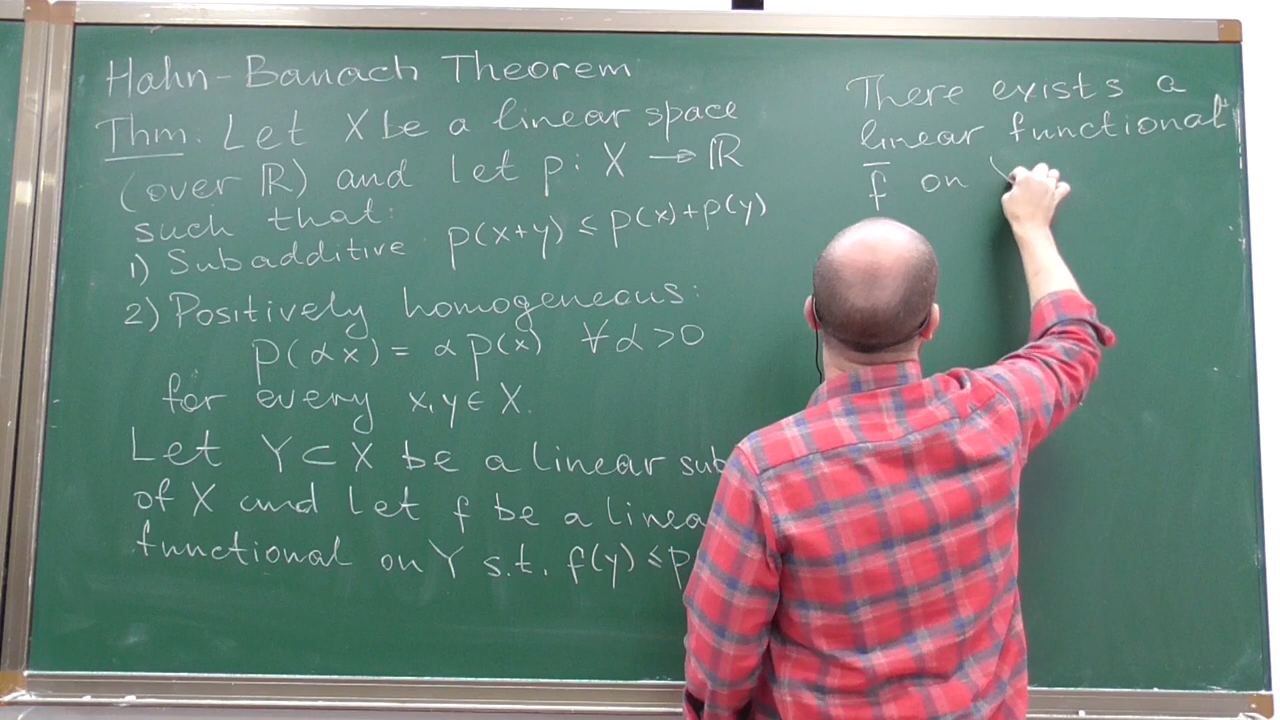 Hahn-Banach Theorem
Thm. Let X be a linear space
(over ℝ) and let p: X → ℝ
such that:
1) Subadditive p(x+y) ≤ p(x)+p(y)
2) Positively homogeneous:
p(αx) = αp(x) ∀α>0
for every x,y ∈ X.
Let Y⊂X be a linear sub
of X and let f be a linea
functional on Y s.t. f(y) ≤ p
There exists a
linear functional
f̅ on